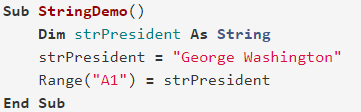 Sub StringDemo()
    Dim strPresident As String
    strPresident = "George Washington"
    Range("A1") = strPresident
End Sub